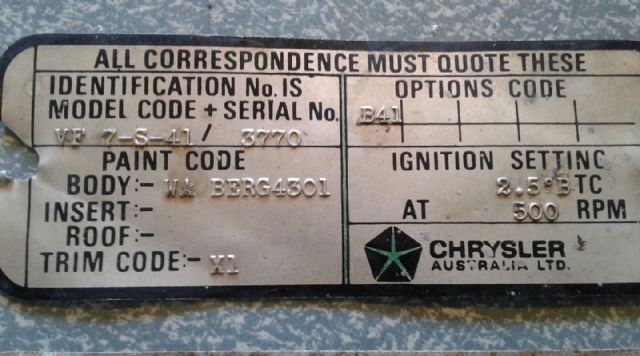 ALL CORRESPONDENCE MUST QUOTE THESE
IDENTIFICATION No. IS
MODEL CODE + SERIAL No.
VF 7-S-41/ 3770
PAINT CODE
BODY:- WA BERG4301
INSERT:-
ROOF:-
TRIM CODE:- X1
OPTIONS CODE
B41
IGNITION SETTING
2.5°BTC
AT 500 RPM
CHRYSLER
AUSTRALIA LTD.